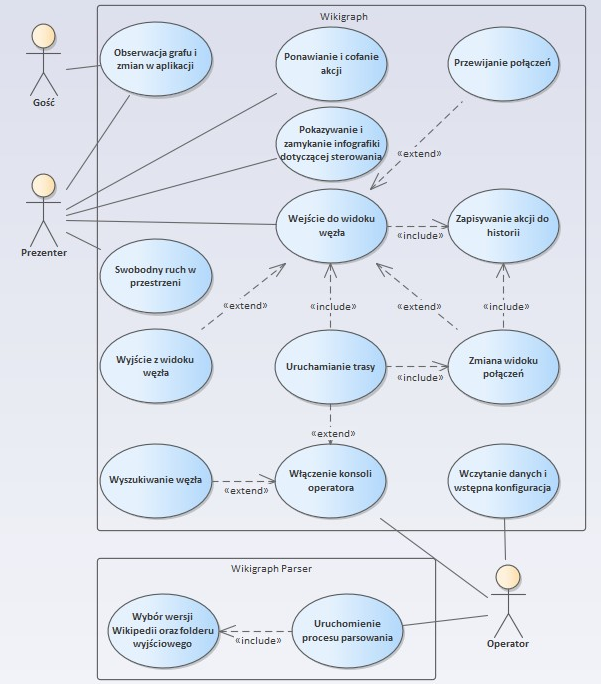 Wikigraph
Gość
Obserwacja grafu i
zmian w aplikacji
Ponawianie i cofanie
akcji
Przewijanie połączeń
Pokazywanie i
zamykanie infografiki
dotyczącej sterowania
«extend»
Prezenter
Wejście do widoku
węzła
«include»
Zapisywanie akcji do
historii
Swobodny ruch w
przestrzeni
«extend»
«include»
«extend»
«include»
Wyjście z widoku
węzła
Uruchamianie trasy
«include»
Zmiana widoku
połączeń
«extend»
Wyszukiwanie węzła
«extend»
Włączenie konsoli
operatora
Wczytanie danych i
wstępna konfiguracja
Wikigraph Parser
Wybór wersji
Wikipedii oraz folderu
wyjściowego
«include»
Uruchomienie
procesu parsowania
Operator